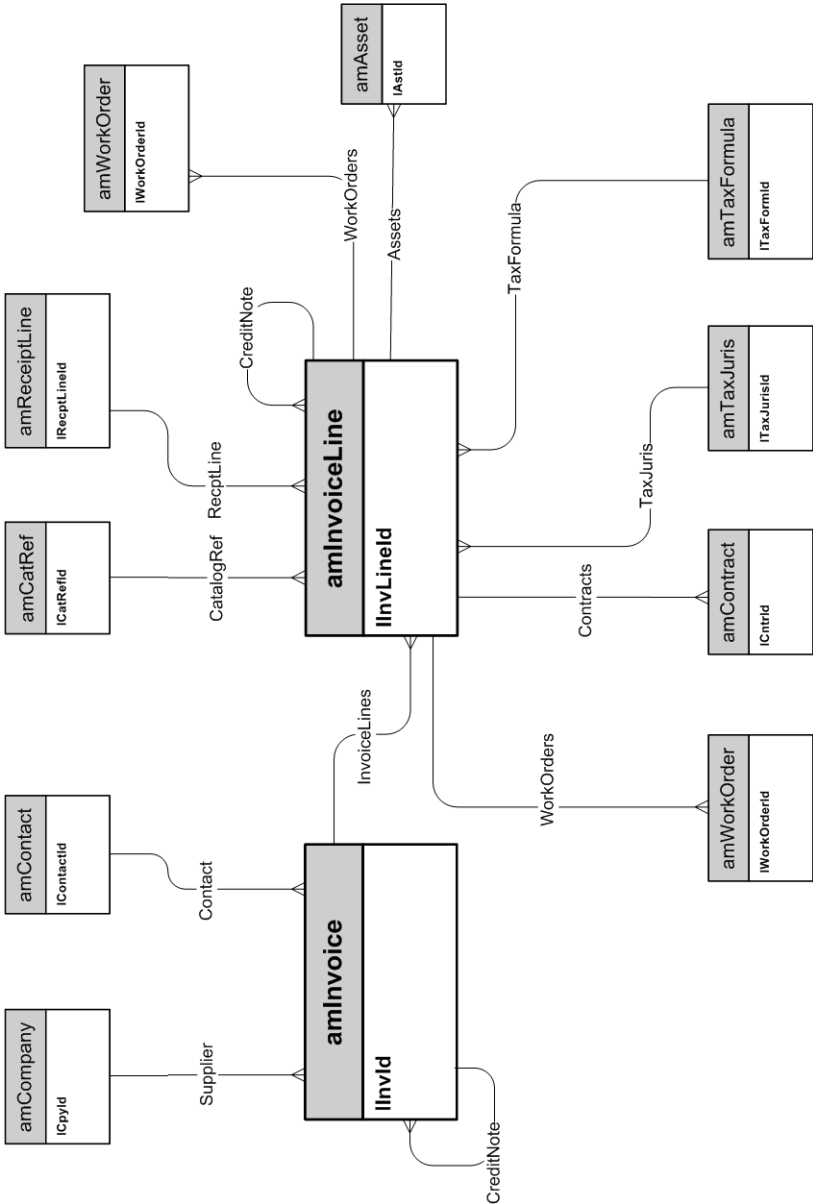 amCompany
lCpyId
amContact
lContactId
amCatRef
lCatRefId
amReceiptLine
lRecptLineId
amWorkOrder
lWorkOrderId
Supplier
Contact
CatalogRef
RecptLine
CreditNote
WorkOrders
amAsset
lAstId
Assets
amInvoice
lInvId
InvoiceLines
amInvoiceLine
lInvLineId
CreditNote
WorkOrders
Contracts
TaxJuris
TaxFormula
amWorkOrder
lWorkOrderId
amContract
lCntrId
amTaxJuris
lTaxJurisId
amTaxFormula
lTaxFormId